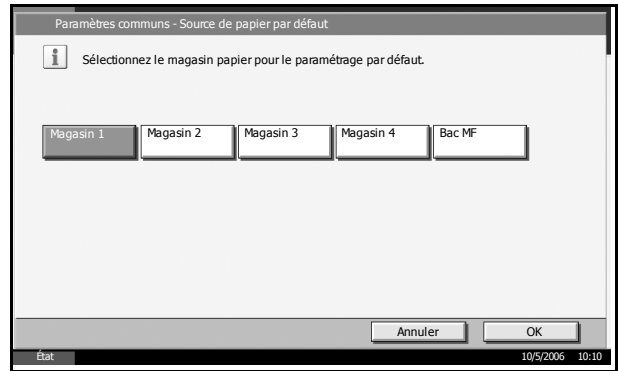 Paramètres communs - Source de papier par défaut
Sélectionnez le magasin papier pour le paramétrage par défaut.
Magasin 1 Magasin 2 Magasin 3 Magasin 4 Bac MF
Annuler OK
État 10/5/2006 10:10